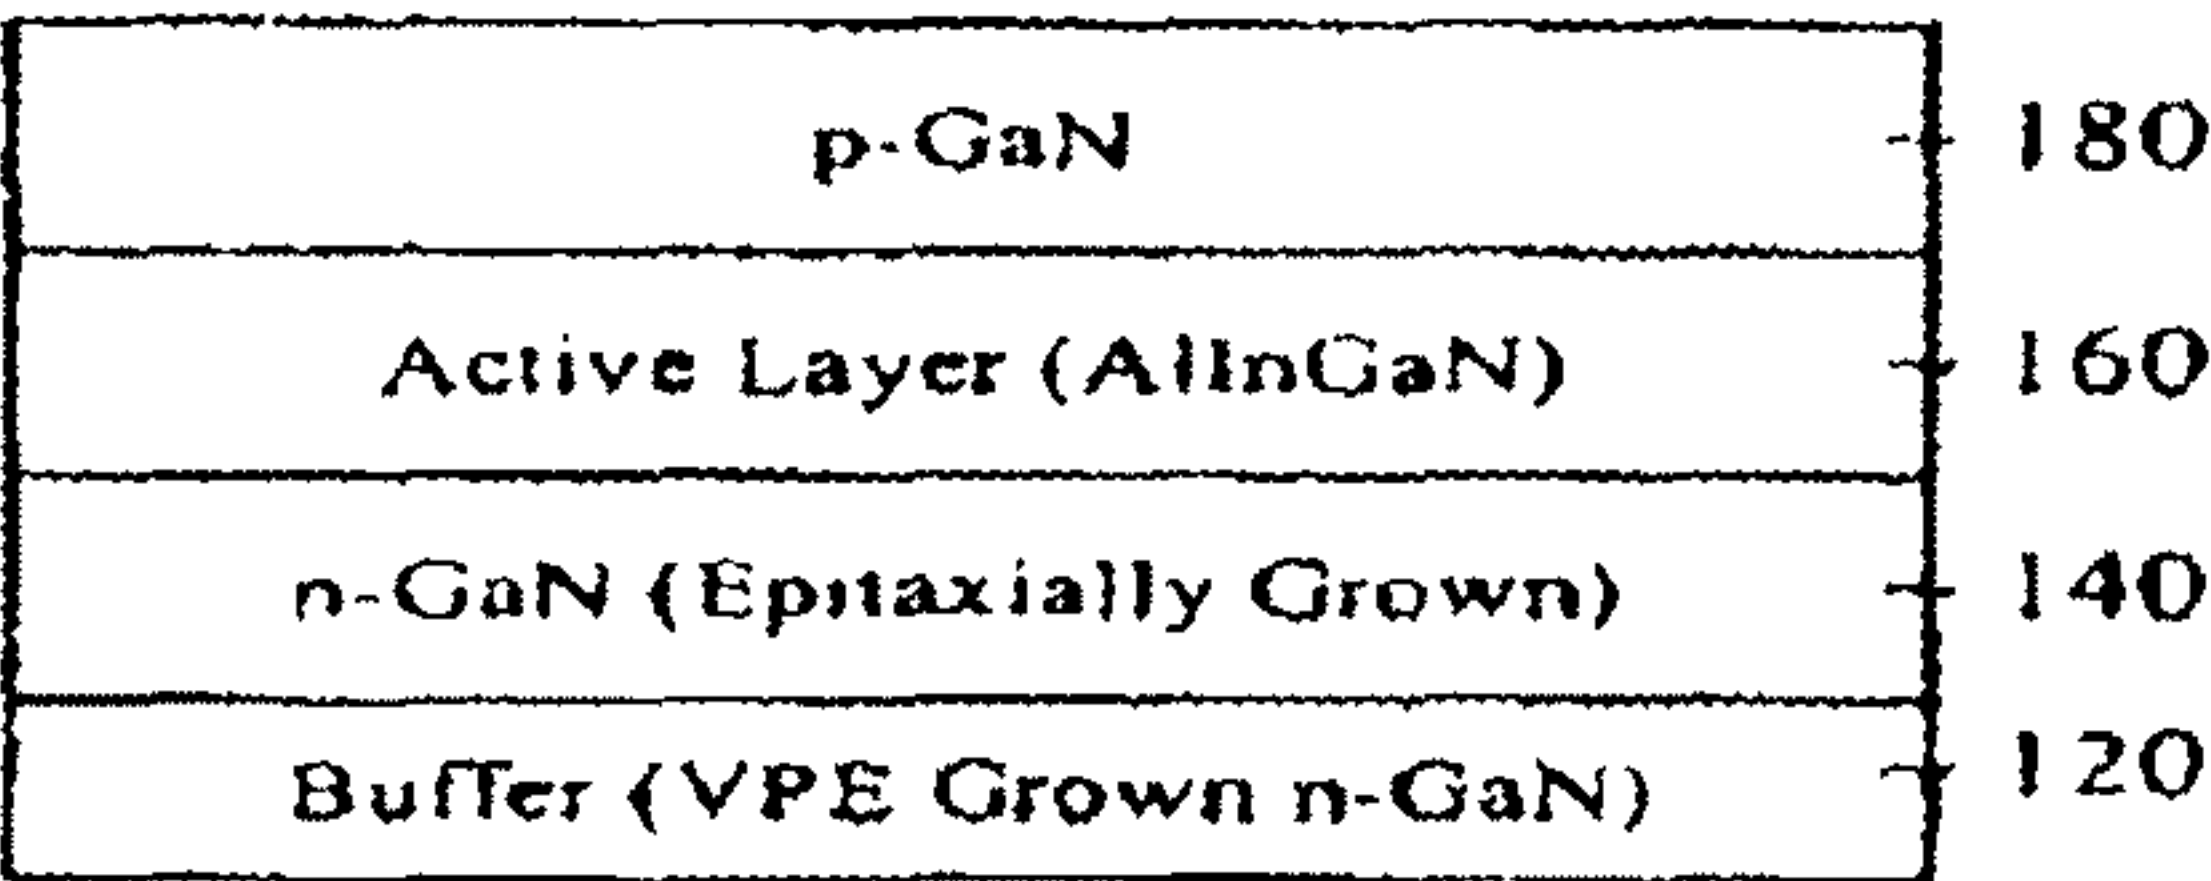 p-GaN 180
Active Layer (AlInGaN) 160
n-GaN (Epitaxially Grown) 140
Buffer (VPE Grown n-GaN) 120